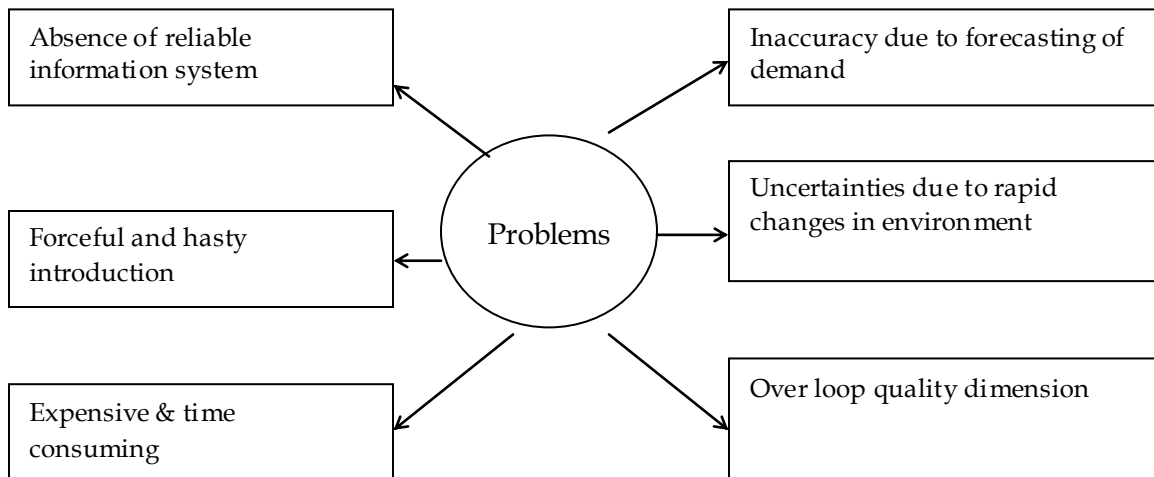 Absence of reliable
information system
Inaccuracy due to forecasting of
demand
Problems
Uncertainties due to rapid
changes in environment
Forceful and hasty
introduction
Expensive & time
consuming
Over loop quality dimension